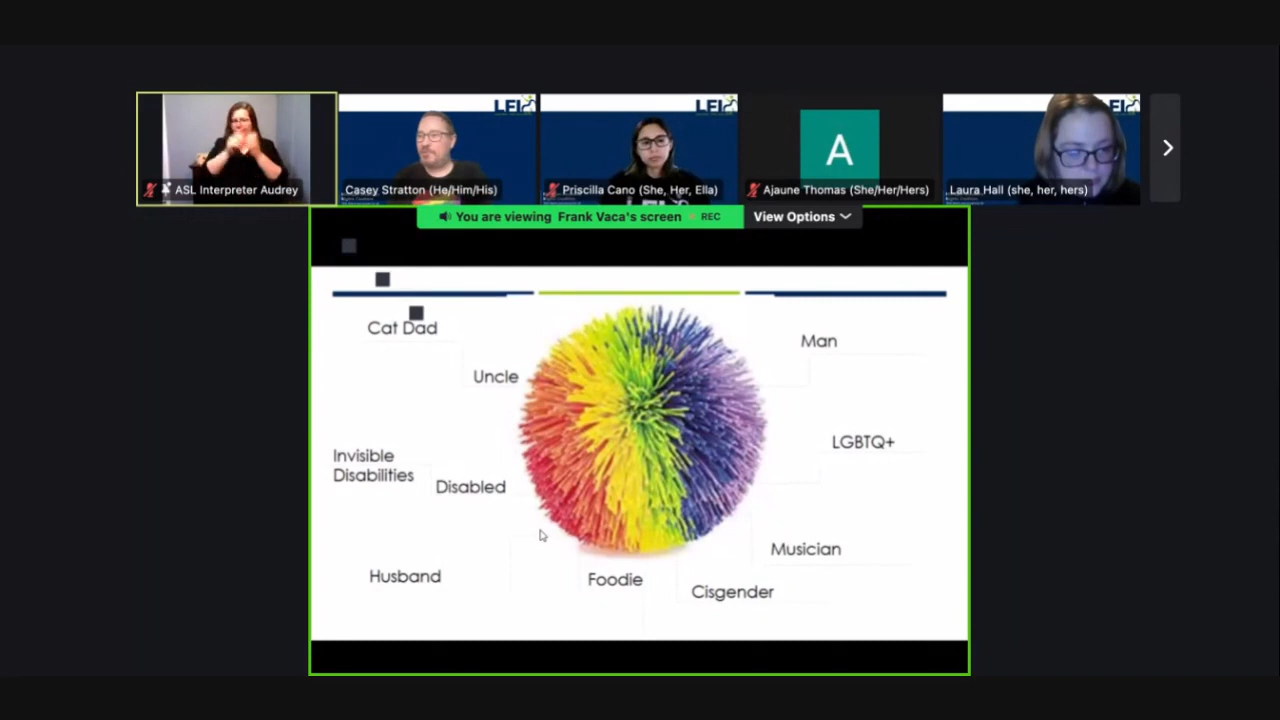 LEI
LEI
LEI
ASL Interpreter Audrey
Casey Stratton (He/Him/His)
Priscilla Cano (She, Her, Ella)
A
Ajaune Thomas (She/Her/Hers)
Laura Hall (she, her, hers)
You are viewing Frank Vaca's screen
REC
View Options
Cat Dad
Man
Uncle
LGBTQ+
Invisible
Disabilities
Disabled
Musician
Husband
Foodie
Cisgender